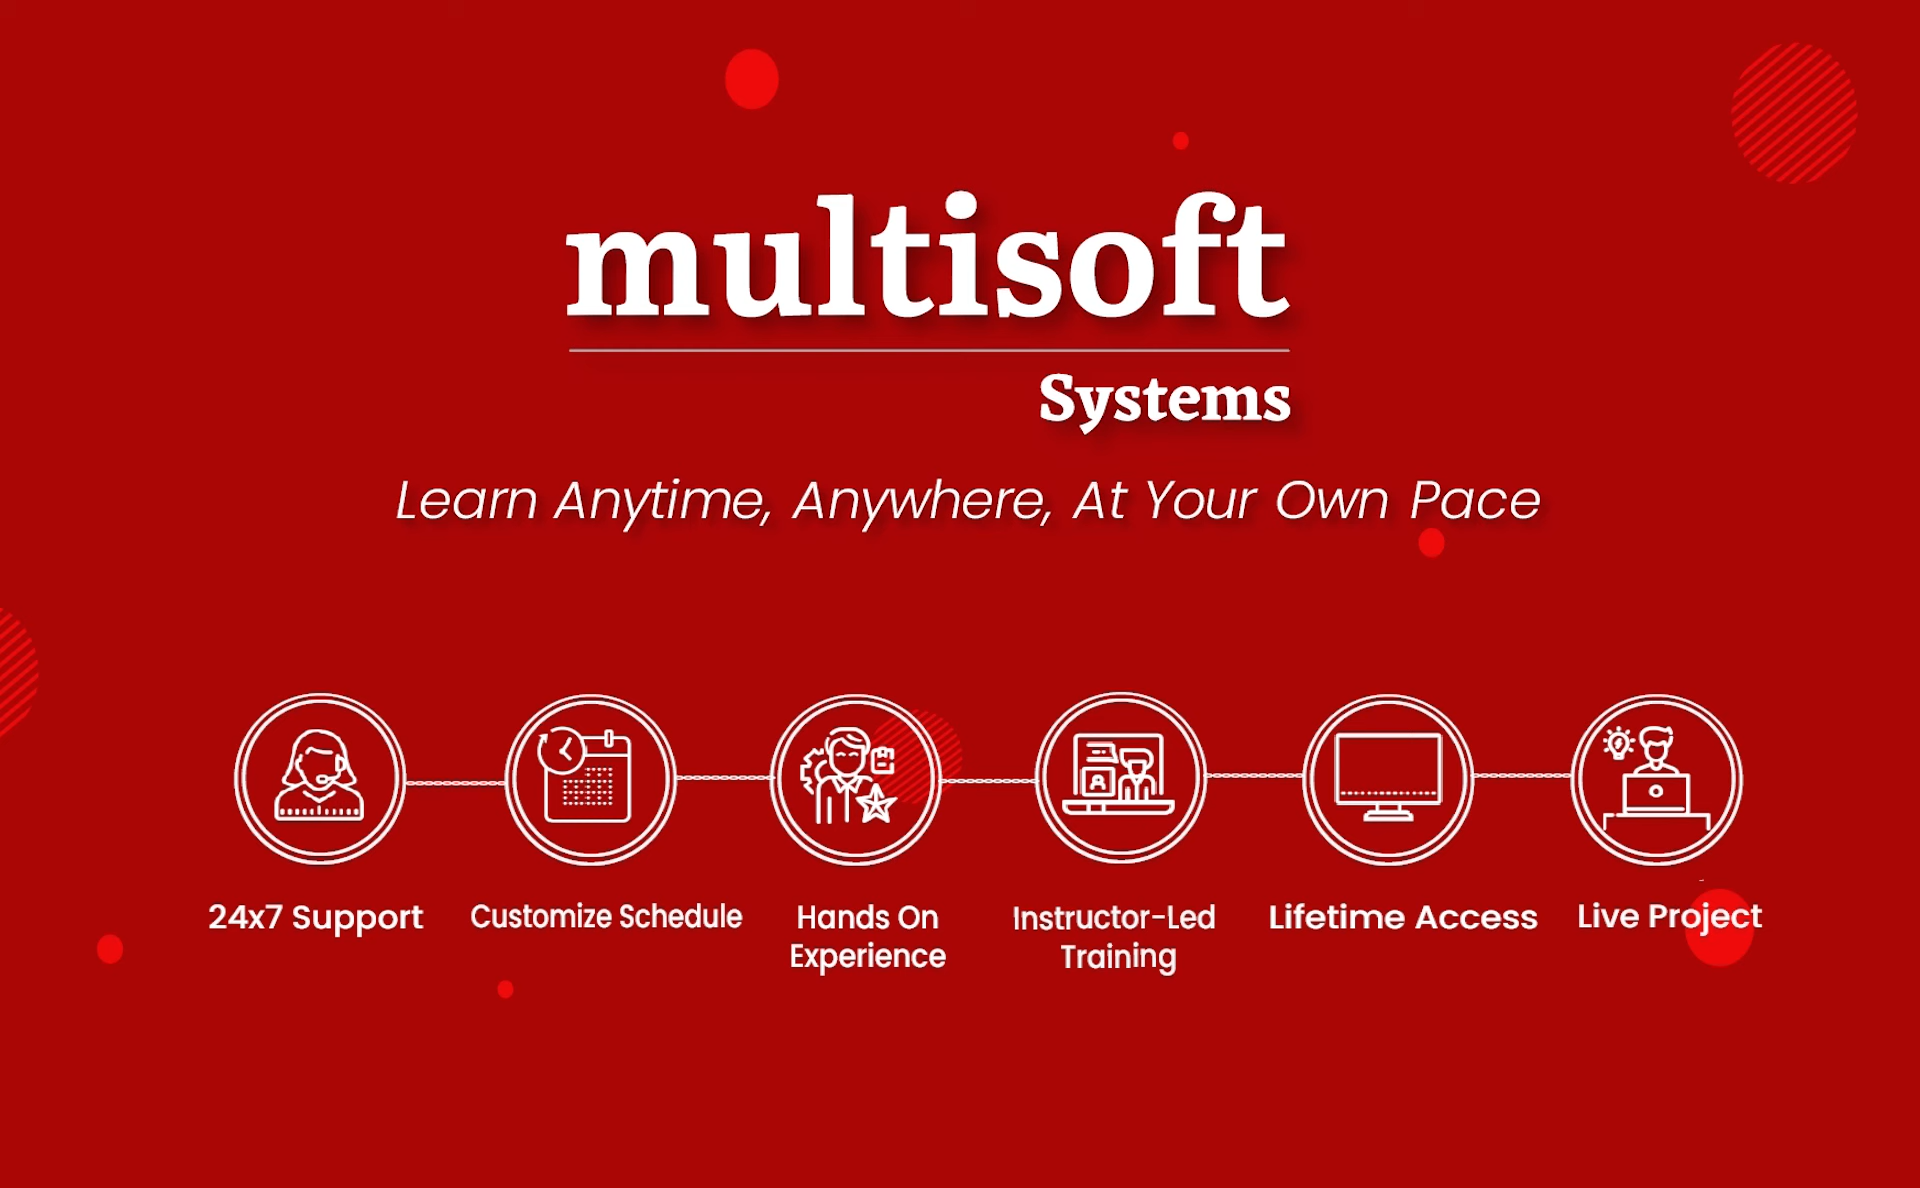 multisoft
Systems
Learn Anytime, Anywhere, At Your Own Pace
24x7 Support
Customize Schedule
Hands On
Experience
Instructor-Led
Training
Lifetime Access
Live Project